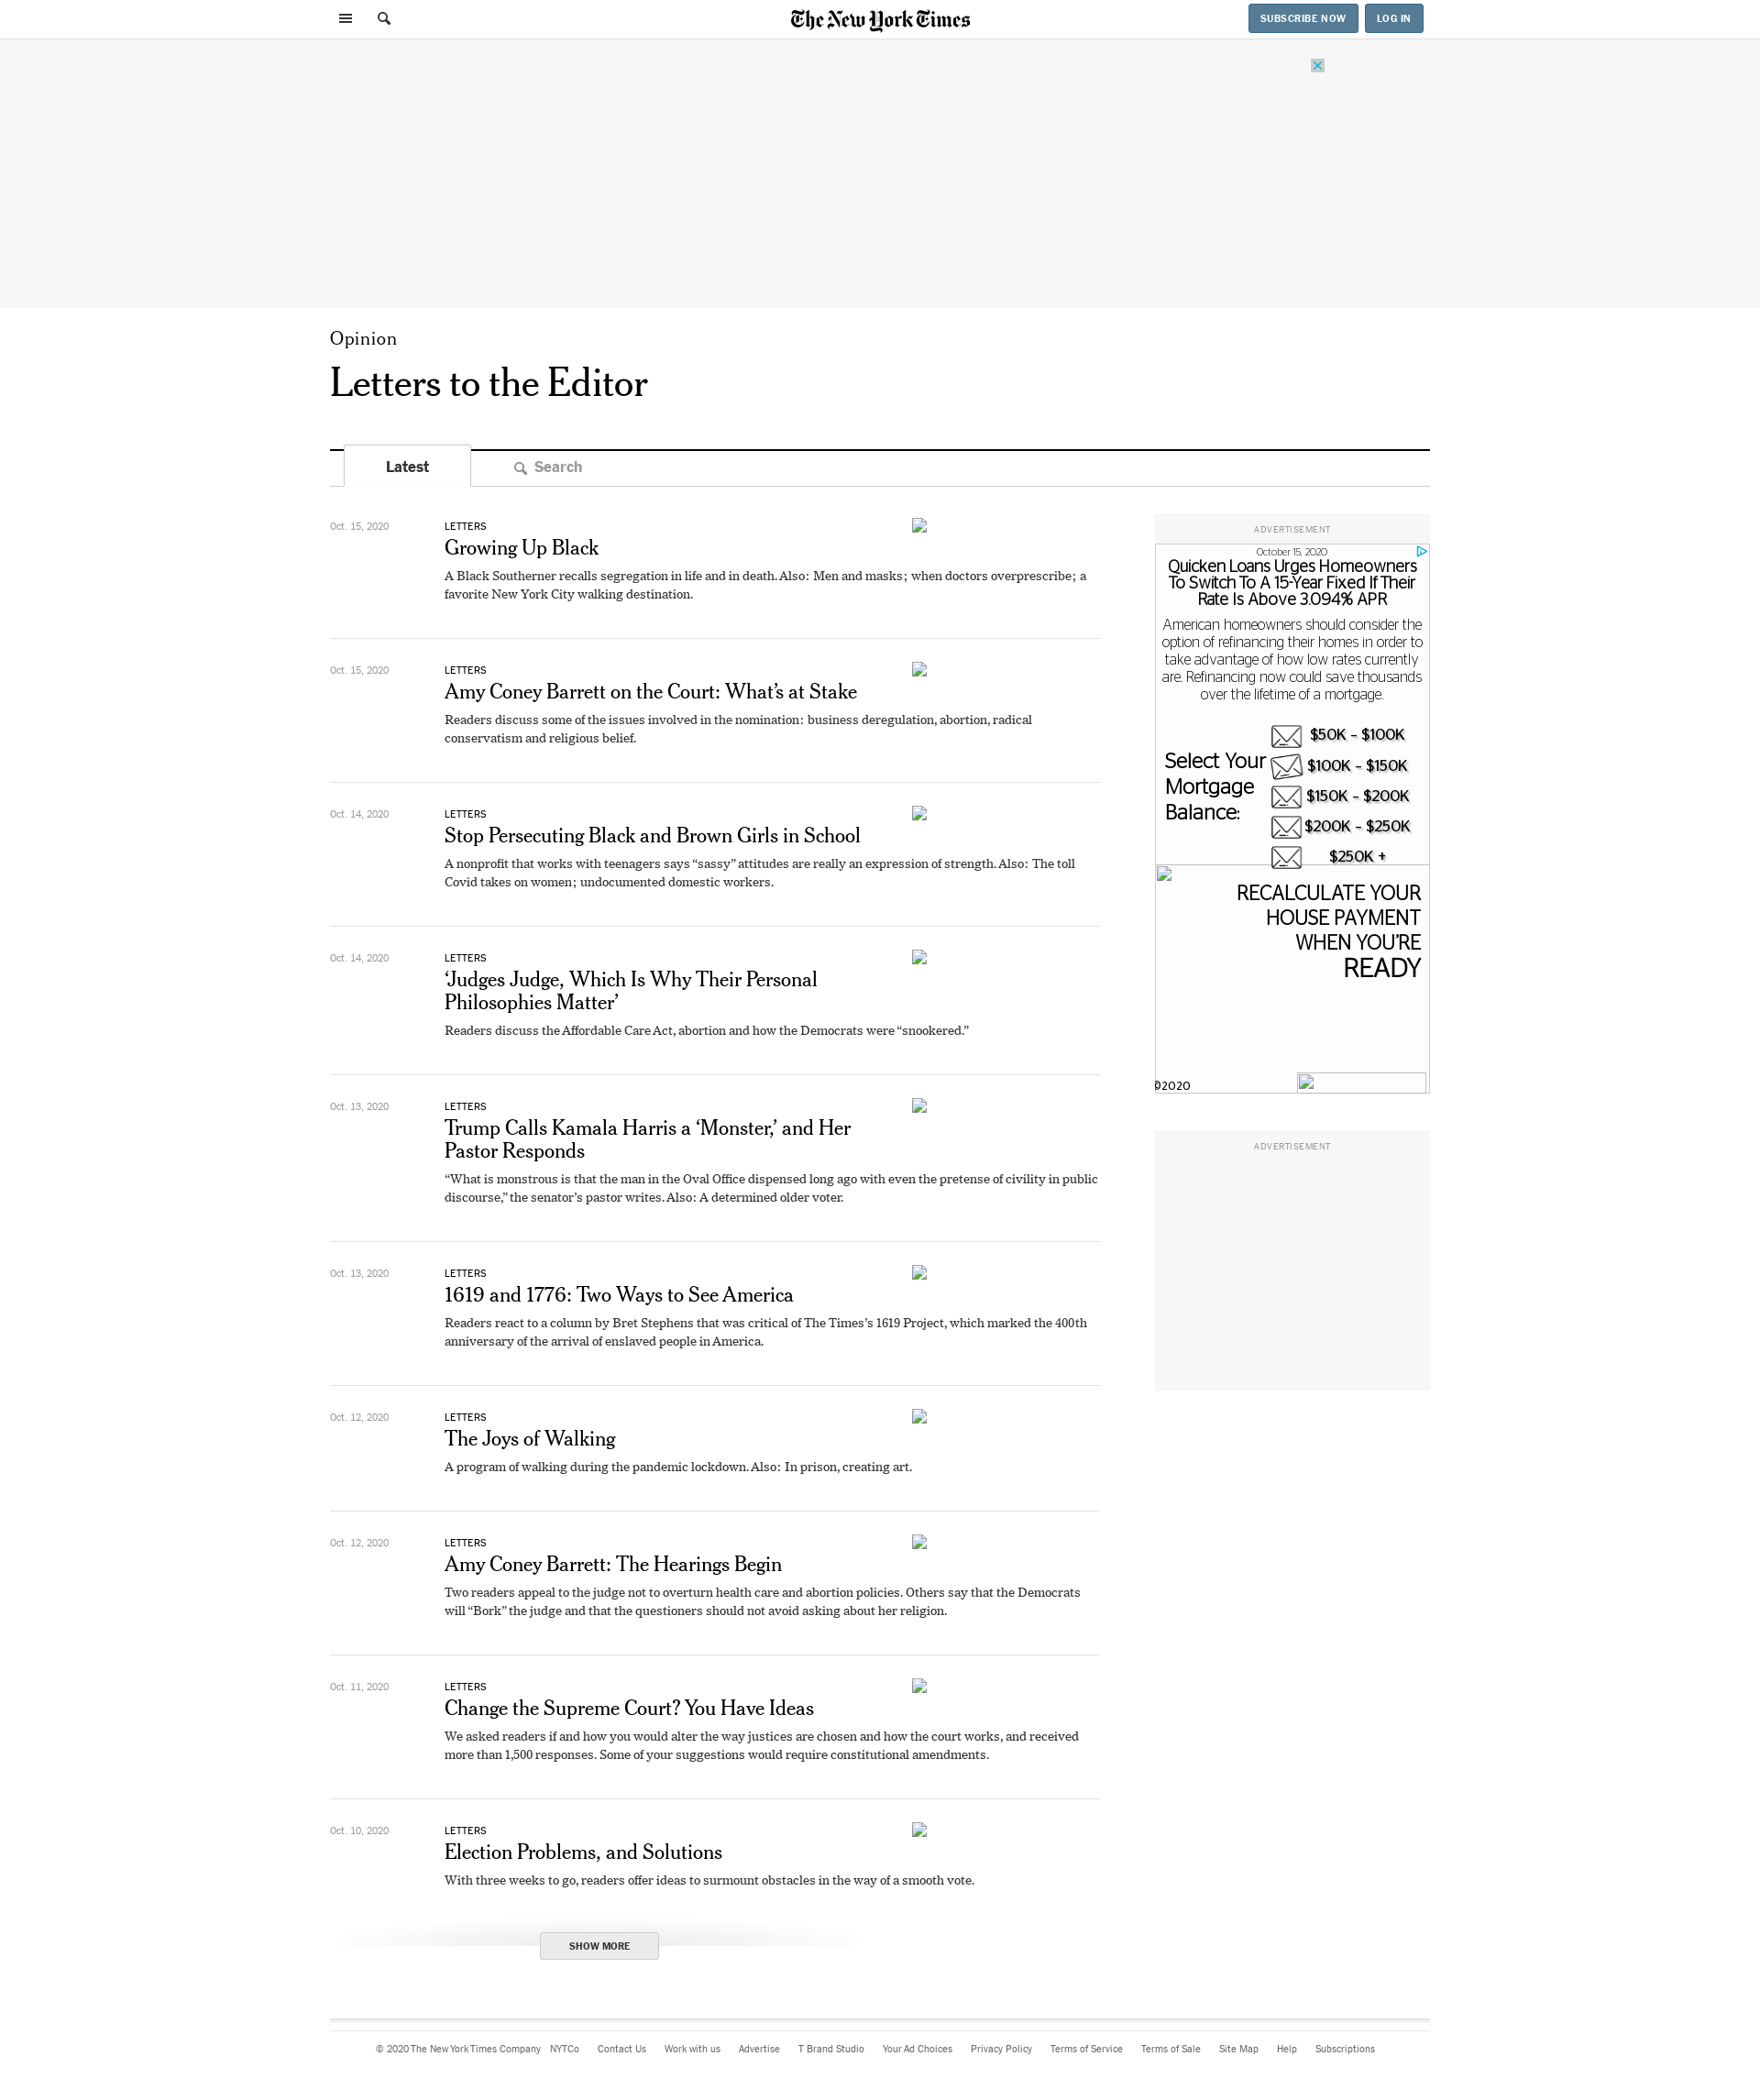 The New York Times
SUBSCRIBE NOW
LOG IN
Opinion
Letters to the Editor
Latest
Search
Oct. 15, 2020
LETTERS
Growing Up Black
A Black Southerner recalls segregation in life and in death. Also: Men and masks; when doctors overprescribe; a
favorite New York City walking destination.
Oct. 15, 2020
LETTERS
Amy Coney Barrett on the Court: What’s at Stake
Readers discuss some of the issues involved in the nomination: business deregulation, abortion, radical
conservatism and religious belief.
Oct. 14, 2020
LETTERS
Stop Persecuting Black and Brown Girls in School
A nonprofit that works with teenagers says “sassy” attitudes are really an expression of strength. Also: The toll
Covid takes on women; undocumented domestic workers.
Oct. 14, 2020
LETTERS
‘Judges Judge, Which Is Why Their Personal
Philosophies Matter’
Readers discuss the Affordable Care Act, abortion and how the Democrats were “snookered.”
Oct. 13, 2020
LETTERS
Trump Calls Kamala Harris a ‘Monster,’ and Her
Pastor Responds
“What is monstrous is that the man in the Oval Office dispensed long ago with even the pretense of civility in public
discourse,” the senator’s pastor writes. Also: A determined older voter.
Oct. 13, 2020
LETTERS
1619 and 1776: Two Ways to See America
Readers react to a column by Bret Stephens that was critical of The Times’s 1619 Project, which marked the 400th
anniversary of the arrival of enslaved people in America.
Oct. 12, 2020
LETTERS
The Joys of Walking
A program of walking during the pandemic lockdown. Also: In prison, creating art.
Oct. 12, 2020
LETTERS
Amy Coney Barrett: The Hearings Begin
Two readers appeal to the judge not to overturn health care and abortion policies. Others say that the Democrats
will “Bork” the judge and that the questioners should not avoid asking about her religion.
Oct. 11, 2020
LETTERS
Change the Supreme Court? You Have Ideas
We asked readers if and how you would alter the way justices are chosen and how the court works, and received
more than 1,500 responses. Some of your suggestions would require constitutional amendments.
Oct. 10, 2020
LETTERS
Election Problems, and Solutions
With three weeks to go, readers offer ideas to surmount obstacles in the way of a smooth vote.
SHOW MORE
ADVERTISEMENT
October 15, 2020
Quicken Loans Urges Homeowners
To Switch To A 15-Year Fixed If Their
Rate Is Above 3.094% APR
American homeowners should consider the
option of refinancing their homes in order to
take advantage of how low rates currently
are. Refinancing now could save thousands
over the lifetime of a mortgage.
Select Your
Mortgage
Balance:
$50K - $100K
$100K - $150K
$150K - $200K
$200K - $250K
$250K +
RECALCULATE YOUR
HOUSE PAYMENT
WHEN YOU’RE
READY
©2020
ADVERTISEMENT
© 2020 The New York Times Company NYTCo Contact Us Work with us Advertise T Brand Studio Your Ad Choices Privacy Policy Terms of Service Terms of Sale Site Map Help Subscriptions